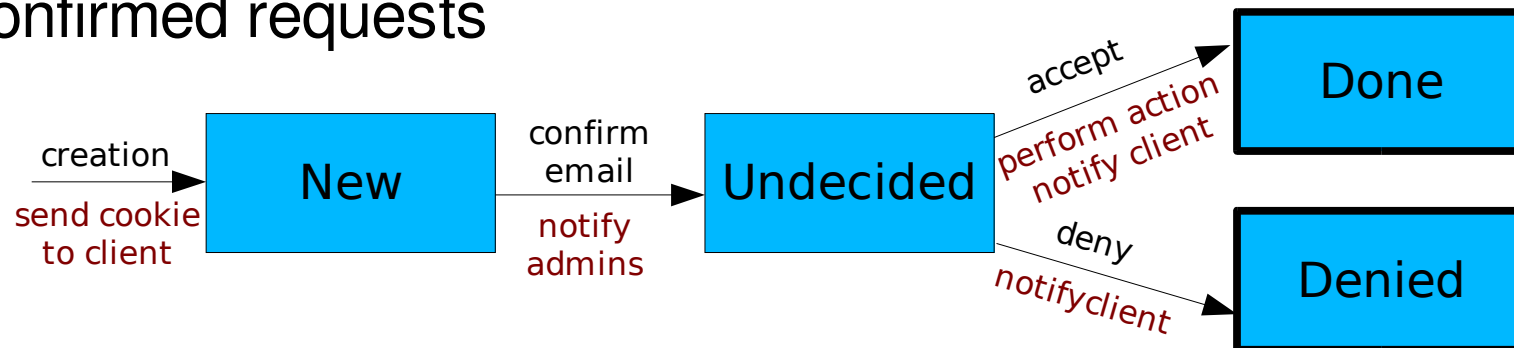 onfirmed requests
creation
send cookie
to client
New
confirm
email
notify
admins
Undecided
accept
perform action
notify client
Done
deny
notifyclient
Denied